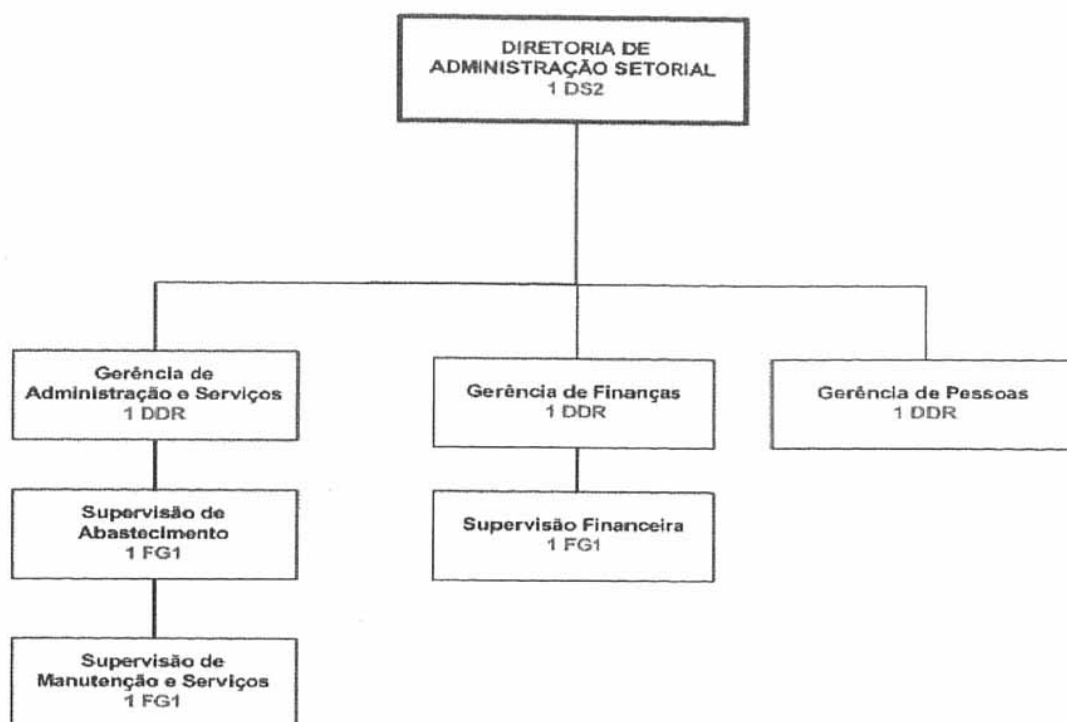 DIRETORIA DE
ADMINISTRAÇÃO SETORIAL
1 DS2
Gerência de
Administração e Serviços
1 DDR
Gerência de Finanças
1 DDR
Gerência de Pessoas
1 DDR
Supervisão de
Abastecimento
1 FG1
Supervisão Financeira
1 FG1
Supervisão de
Manutenção e Serviços
1 FG1